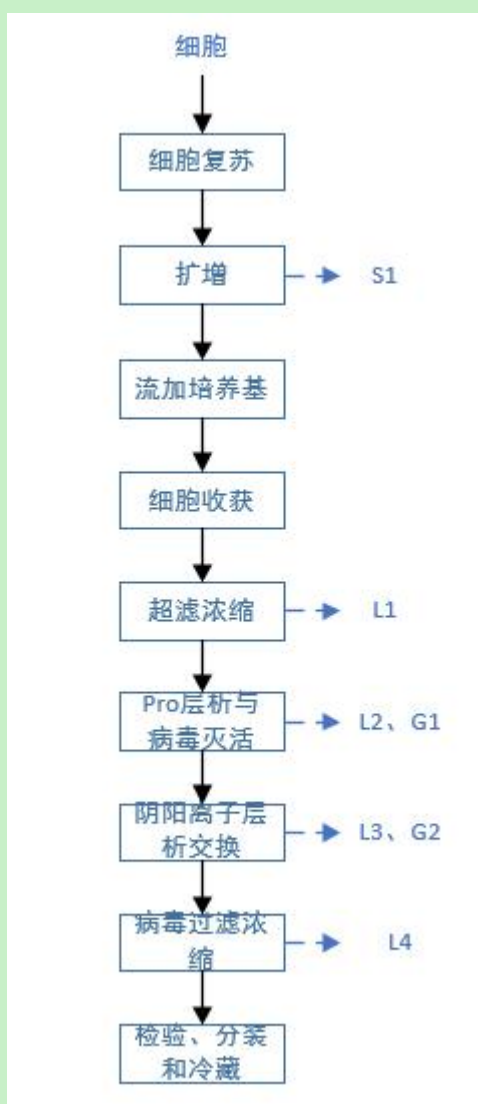 细胞
细胞复苏
扩增
S1
流加培养基
细胞收获
超滤浓缩
L1
Pro层析与
病毒灭活
L2、G1
阴阳离子层
析交换
L3、G2
病毒过滤浓
缩
L4
检验、分装
和冷藏